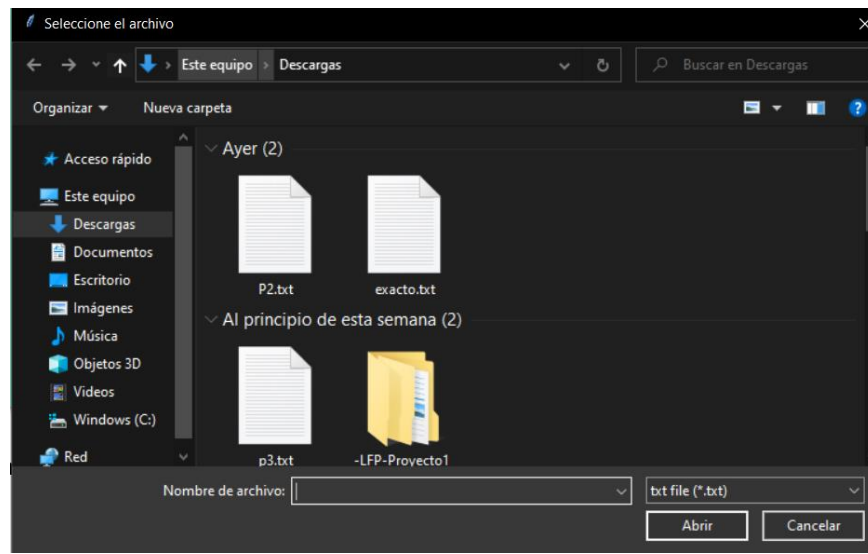 Seleccione el archivo
Este equipo > Descargas
Buscar en Descargas
Organizar
Nueva carpeta
Acceso rápido
Este equipo
Descargas
Documentos
Escritorio
Imágenes
Música
Objetos 3D
Videos
Windows (C:)
Red
Ayer (2)
P2.txt
exacto.txt
Al principio de esta semana (2)
p3.txt
-LFP-Proyecto1
Nombre de archivo:
txt file (*.txt)
Abrir
Cancelar